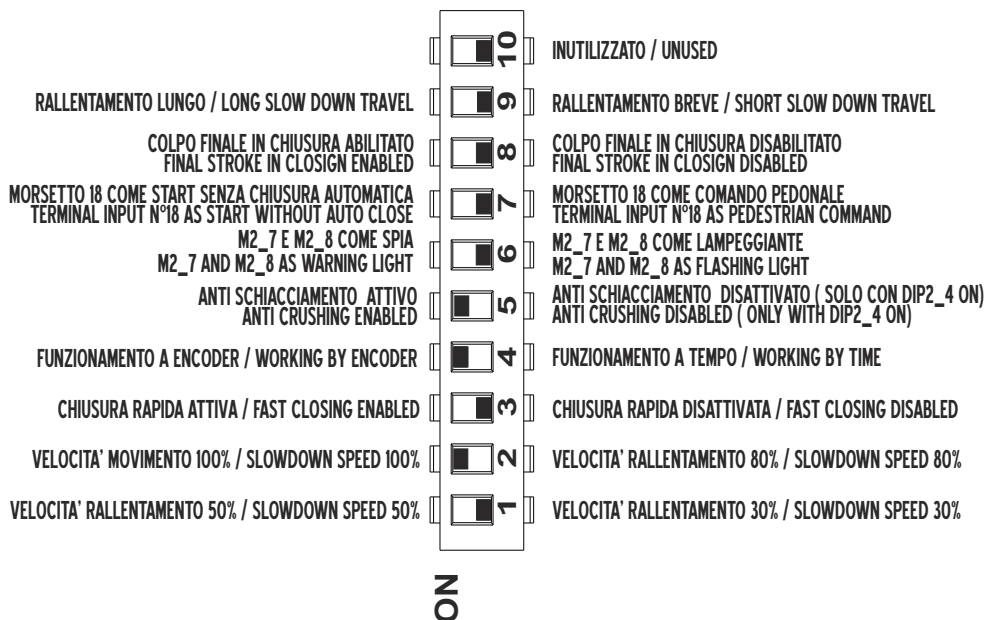 10
INUTILIZZATO / UNUSED
RALLENTAMENTO LUNGO / LONG SLOW DOWN TRAVEL
9
RALLENTAMENTO BREVE / SHORT SLOW DOWN TRAVEL
COLPO FINALE IN CHIUSURA ABILITATO
FINAL STROKE IN CLOSIGN ENABLED
8
COLPO FINALE IN CHIUSURA DISABILITATO
FINAL STROKE IN CLOSIGN DISABLED
MORSETTO 18 COME START SENZA CHIUSURA AUTOMATICA
TERMINAL INPUT N°18 AS START WITHOUT AUTO CLOSE
7
MORSETTO 18 COME COMANDO PEDONALE
TERMINAL INPUT N°18 AS PEDESTRIAN COMMAND
M2_7 E M2_8 COME SPIA
M2_7 AND M2_8 AS WARNING LIGHT
6
M2_7 E M2_8 COME LAMPEGGIANTE
M2_7 AND M2_8 AS FLASHING LIGHT
ANTI SCHIACCIAMENTO ATTIVO
ANTI CRUSHING ENABLED
5
ANTI SCHIACCIAMENTO DISATTIVATO ( SOLO CON DIP2_4 ON)
ANTI CRUSHING DISABLED ( ONLY WITH DIP2_4 ON)
FUNZIONAMENTO A ENCODER / WORKING BY ENCODER
4
FUNZIONAMENTO A TEMPO / WORKING BY TIME
CHIUSURA RAPIDA ATTIVA / FAST CLOSING ENABLED
3
CHIUSURA RAPIDA DISATTIVATA / FAST CLOSING DISABLED
VELOCITA' MOVIMENTO 100% / SLOWDOWN SPEED 100%
2
VELOCITA' RALLENTAMENTO 80% / SLOWDOWN SPEED 80%
VELOCITA' RALLENTAMENTO 50% / SLOWDOWN SPEED 50%
1
VELOCITA' RALLENTAMENTO 30% / SLOWDOWN SPEED 30%
ON